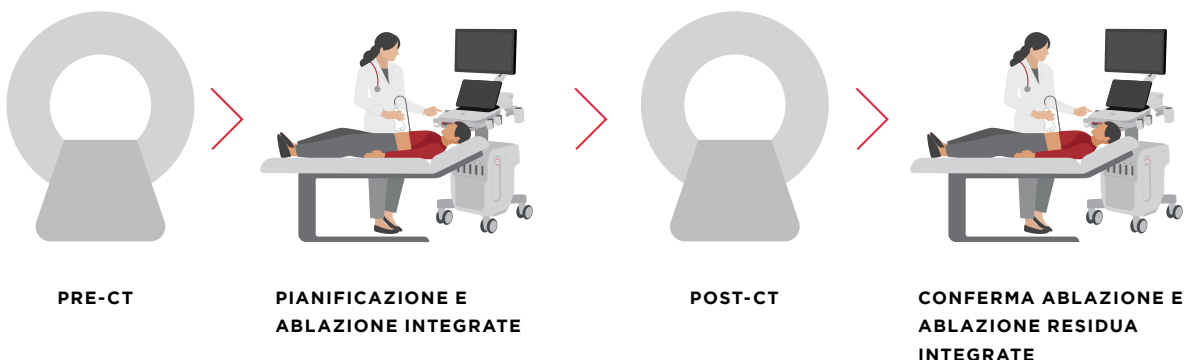 PRE-CT
PIANIFICAZIONE E
ABLAZIONE INTEGRATE
POST-CT
CONFERMA ABLAZIONE E
ABLAZIONE RESIDUA
INTEGRATE